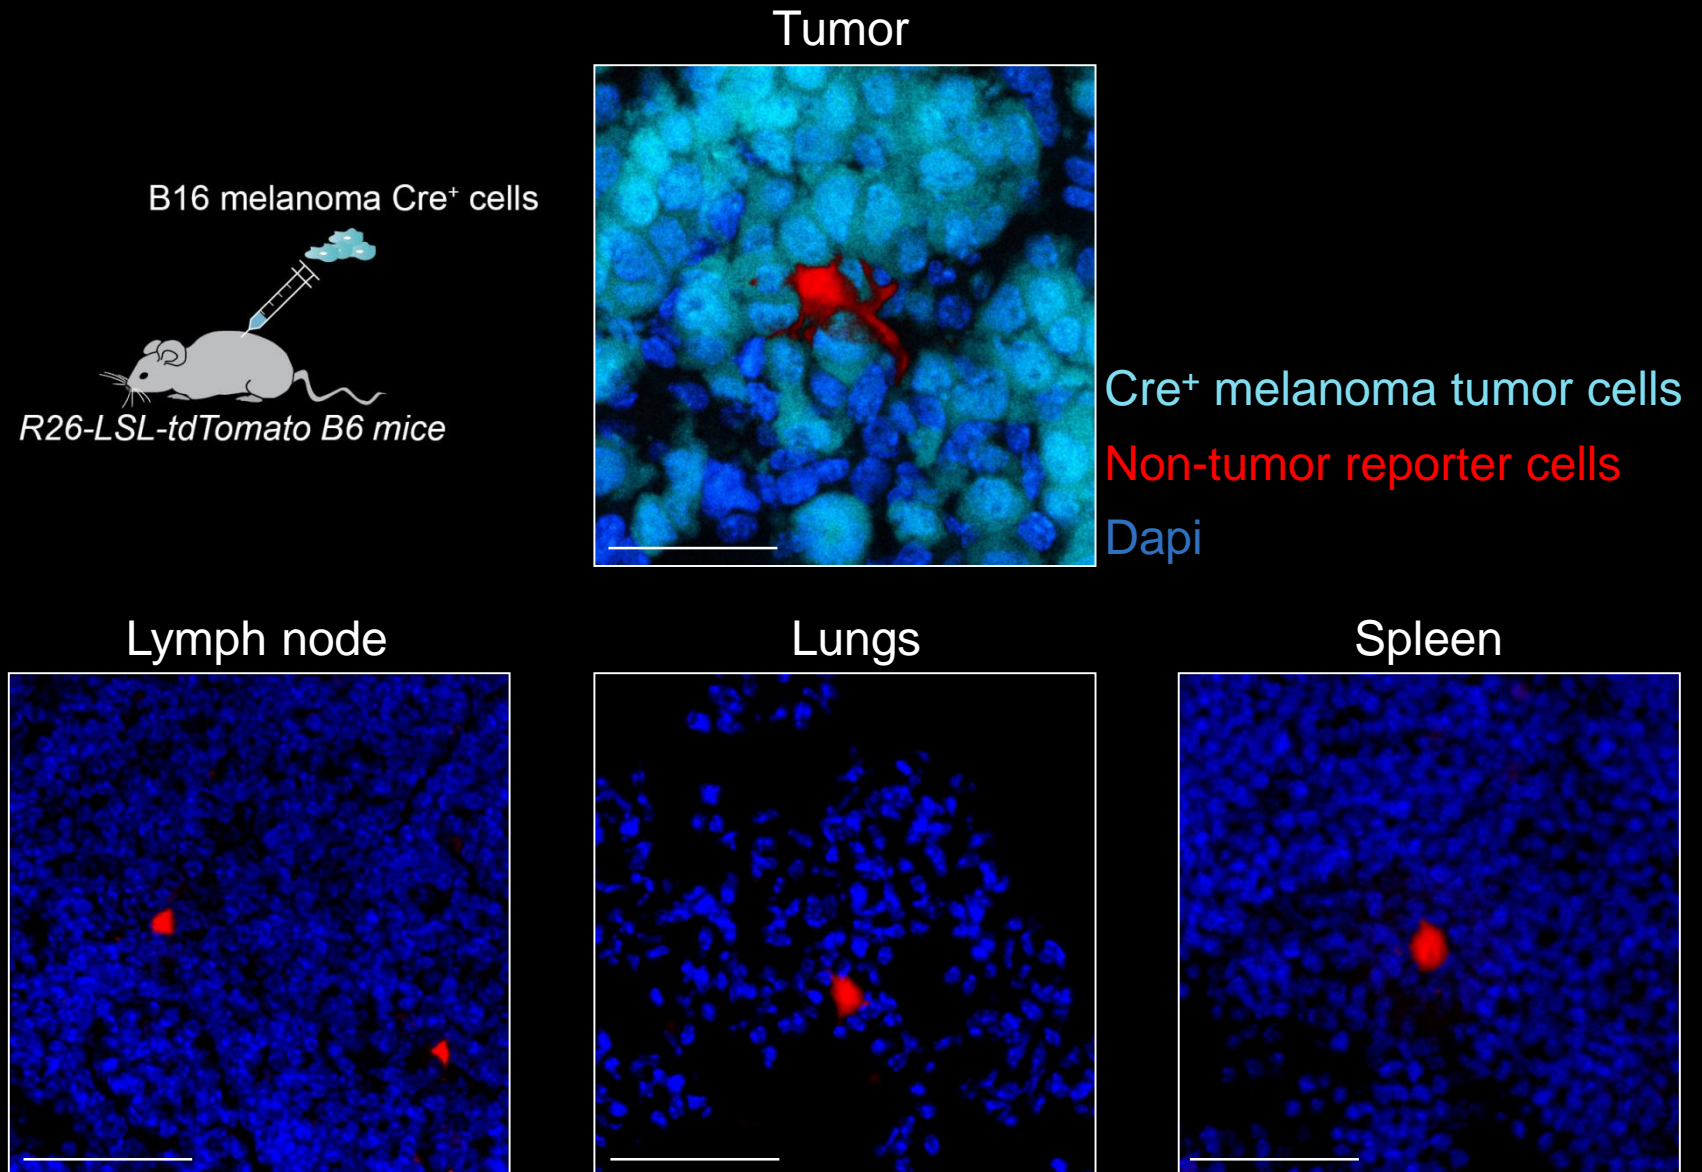 Tumor
B16 melanoma Cre⁺ cells
R26-LSL-tdTomato B6 mice
Cre⁺ melanoma tumor cells
Non-tumor reporter cells
Dapi
Lymph node
Lungs
Spleen